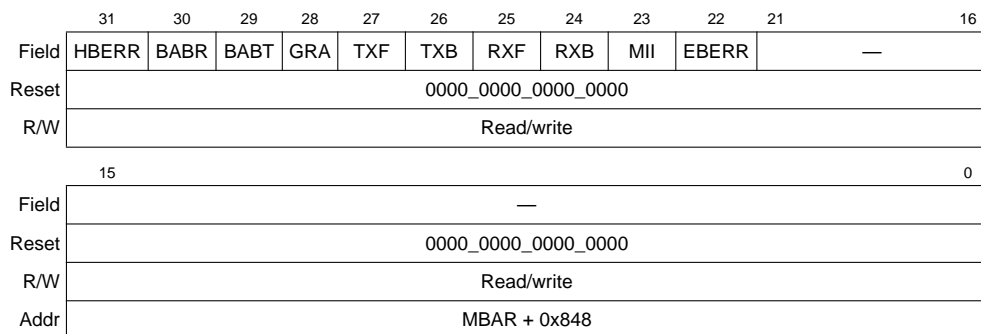 31 30 29 28 27 26 25 24 23 22 21 16
Field HBERR BABR BABT GRA TXF TXB RXF RXB MII EBERR —
Reset 0000_0000_0000_0000
R/W Read/write
15 0
Field —
Reset 0000_0000_0000_0000
R/W Read/write
Addr MBAR + 0x848